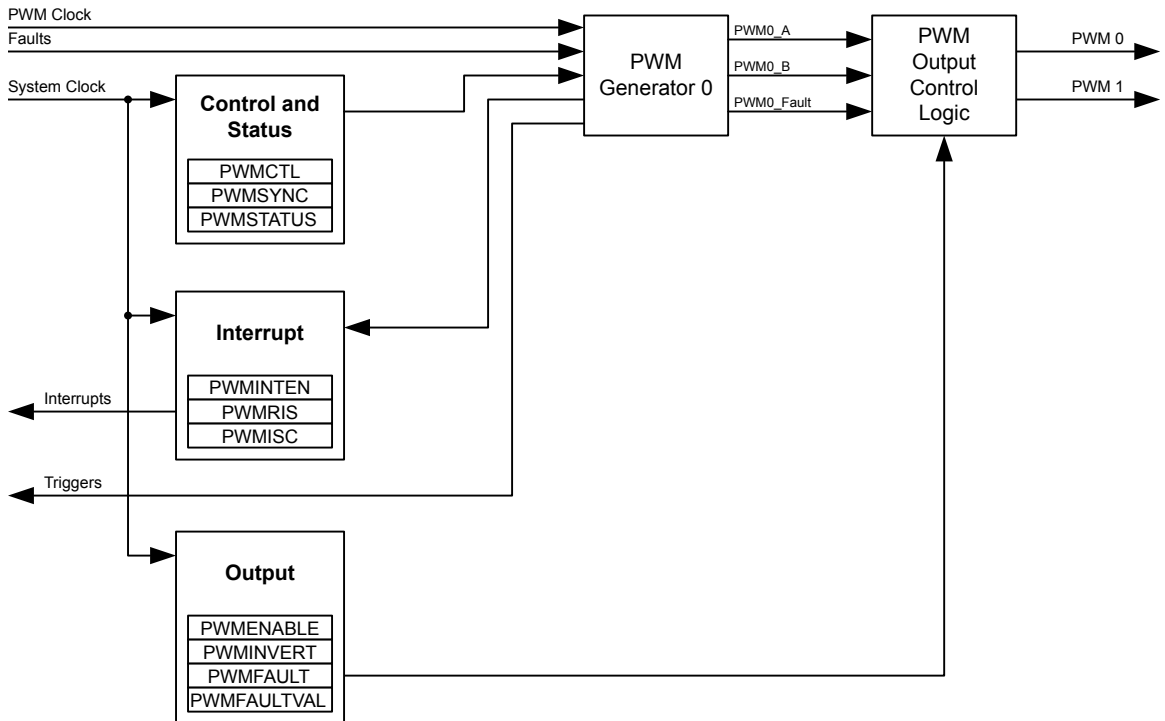 PWM Clock
Faults
System Clock
Control and
Status
PWMCTL
PWMSYNC
PWMSTATUS
PWM
Generator 0
PWM0_A
PWM0_B
PWM0_Fault
PWM
Output
Control
Logic
PWM 0
PWM 1
Interrupt
PWMINTEN
PWMRIS
PWMISC
Interrupts
Triggers
Output
PWMENABLE
PWMINVERT
PWMFAULT
PWMFAULTVAL